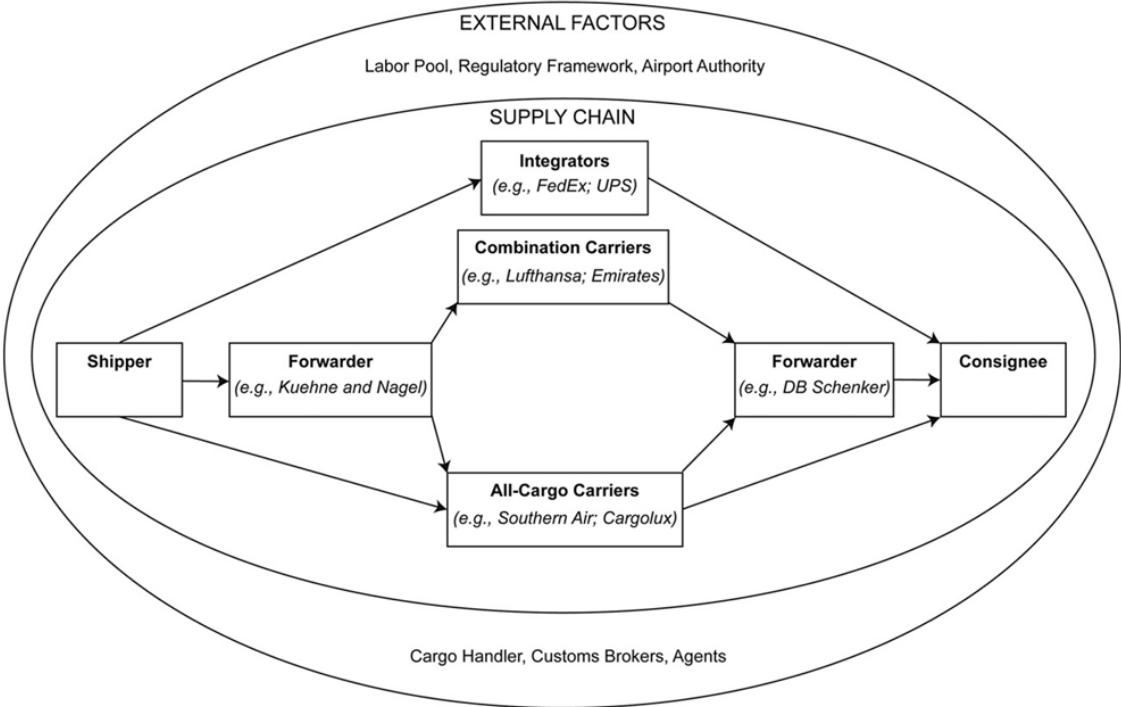 EXTERNAL FACTORS
Labor Pool, Regulatory Framework, Airport Authority
SUPPLY CHAIN
Integrators
(e.g., FedEx; UPS)
Combination Carriers
(e.g., Lufthansa; Emirates)
Shipper
Forwarder
(e.g., Kuehne and Nagel)
Forwarder
(e.g., DB Schenker)
Consignee
All-Cargo Carriers
(e.g., Southern Air; Cargolux)
Cargo Handler, Customs Brokers, Agents